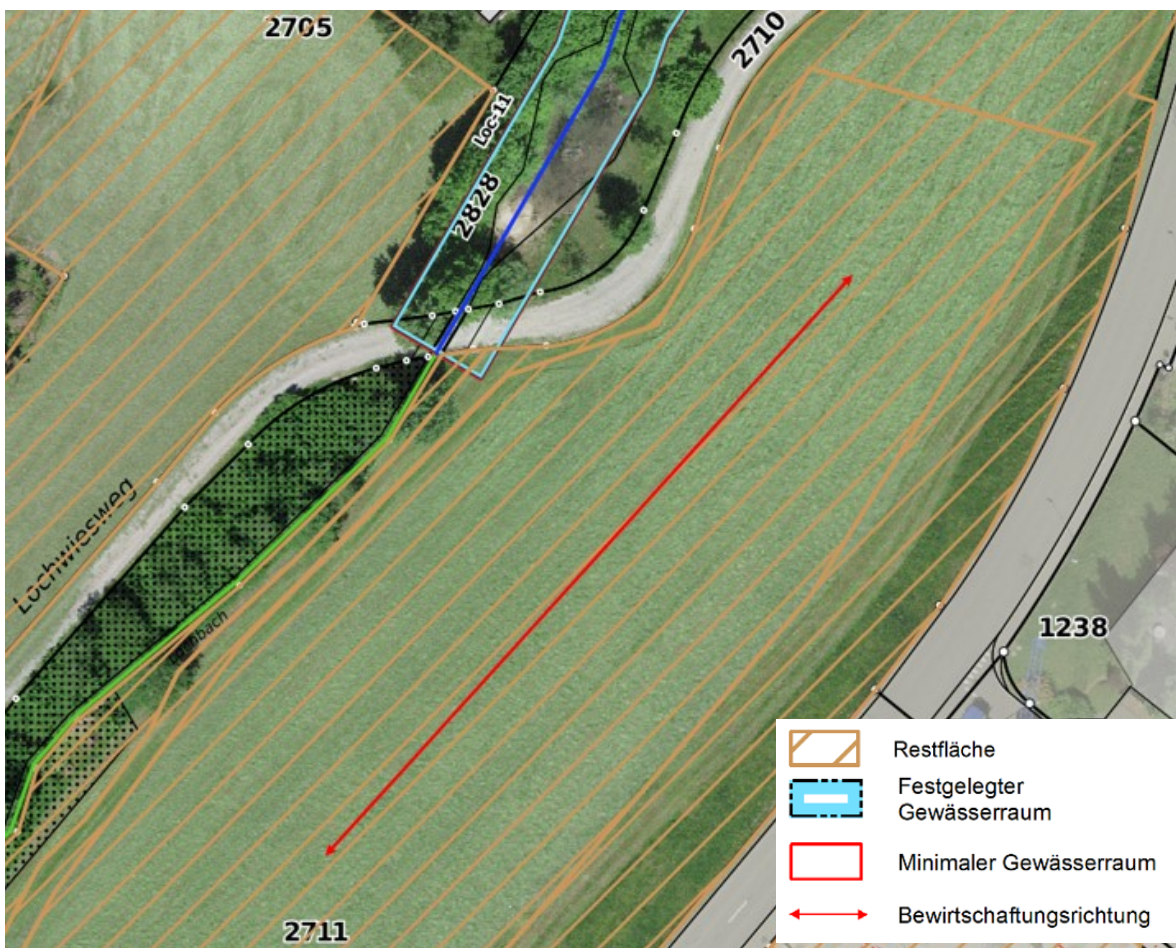 2705
2710
Loc-11
2828
Lochwiesweg
1238
2711
Restfläche
Festgelegter
Gewässerraum
Minimaler Gewässerraum
Bewirtschaftungsrichtung